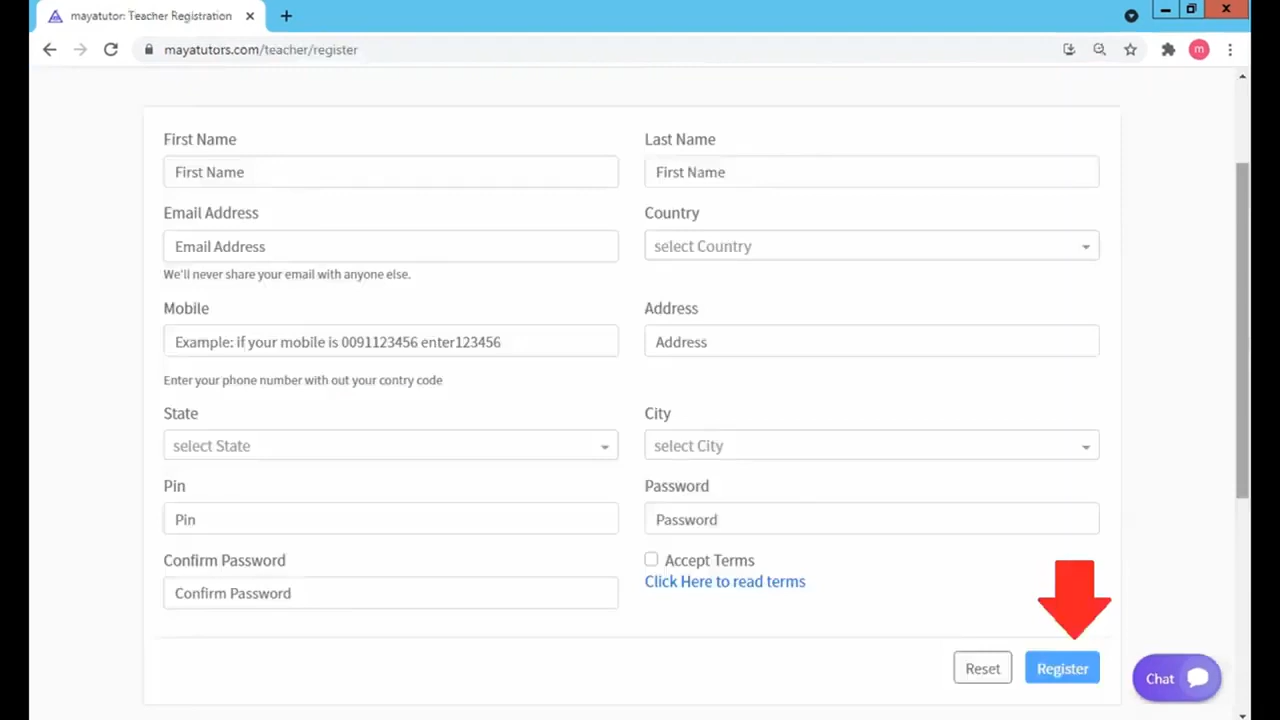 mayatutor: Teacher Registration
mayatutors.com/teacher/register
m
First Name
Last Name
First Name
First Name
Email Address
Country
Email Address
select Country
We'll never share your email with anyone else.
Mobile
Address
Example: if your mobile is 0091123456 enter123456
Address
Enter your phone number with out your contry code
State
City
select State
select City
Pin
Password
Pin
Password
Confirm Password
Accept Terms
Click Here to read terms
Confirm Password
Reset
Register
Chat